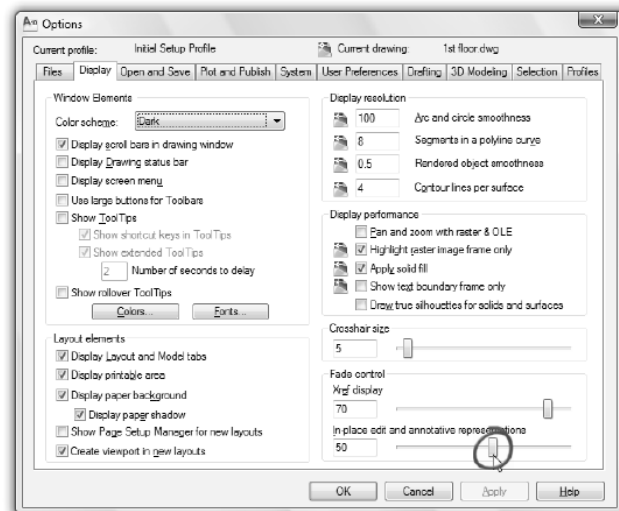 Options
Current profile: Initial Setup Profile Current drawing: 1st floor.dwg
Files Display Open and Save Plot and Publish System User Preferences Drafting 3D Modeling Selection Profiles
Window Elements
Color scheme: Dark
Display scroll bars in drawing window
Display Drawing status bar
Display screen menu
Use large buttons for Toolbars
Show ToolTips
Show shortcut keys in ToolTips
Show extended ToolTips
2 Number of seconds to delay
Show rollover ToolTips
Colors... Fonts...
Layout elements
Display Layout and Model tabs
Display printable area
Display paper background
Display paper shadow
Show Page Setup Manager for new layouts
Create viewport in new layouts
Display resolution
100 Arc and circle smoothness
8 Segments in a polyline curve
0.5 Rendered object smoothness
4 Contour lines per surface
Display performance
Pan and zoom with raster & OLE
Highlight raster image frame only
Apply solid fill
Show text boundary frame only
Draw true silhouettes for solids and surfaces
Crosshair size
5
Fade control
Xref display
70
In-place edit and annotative representations
50
OK Cancel Apply Help